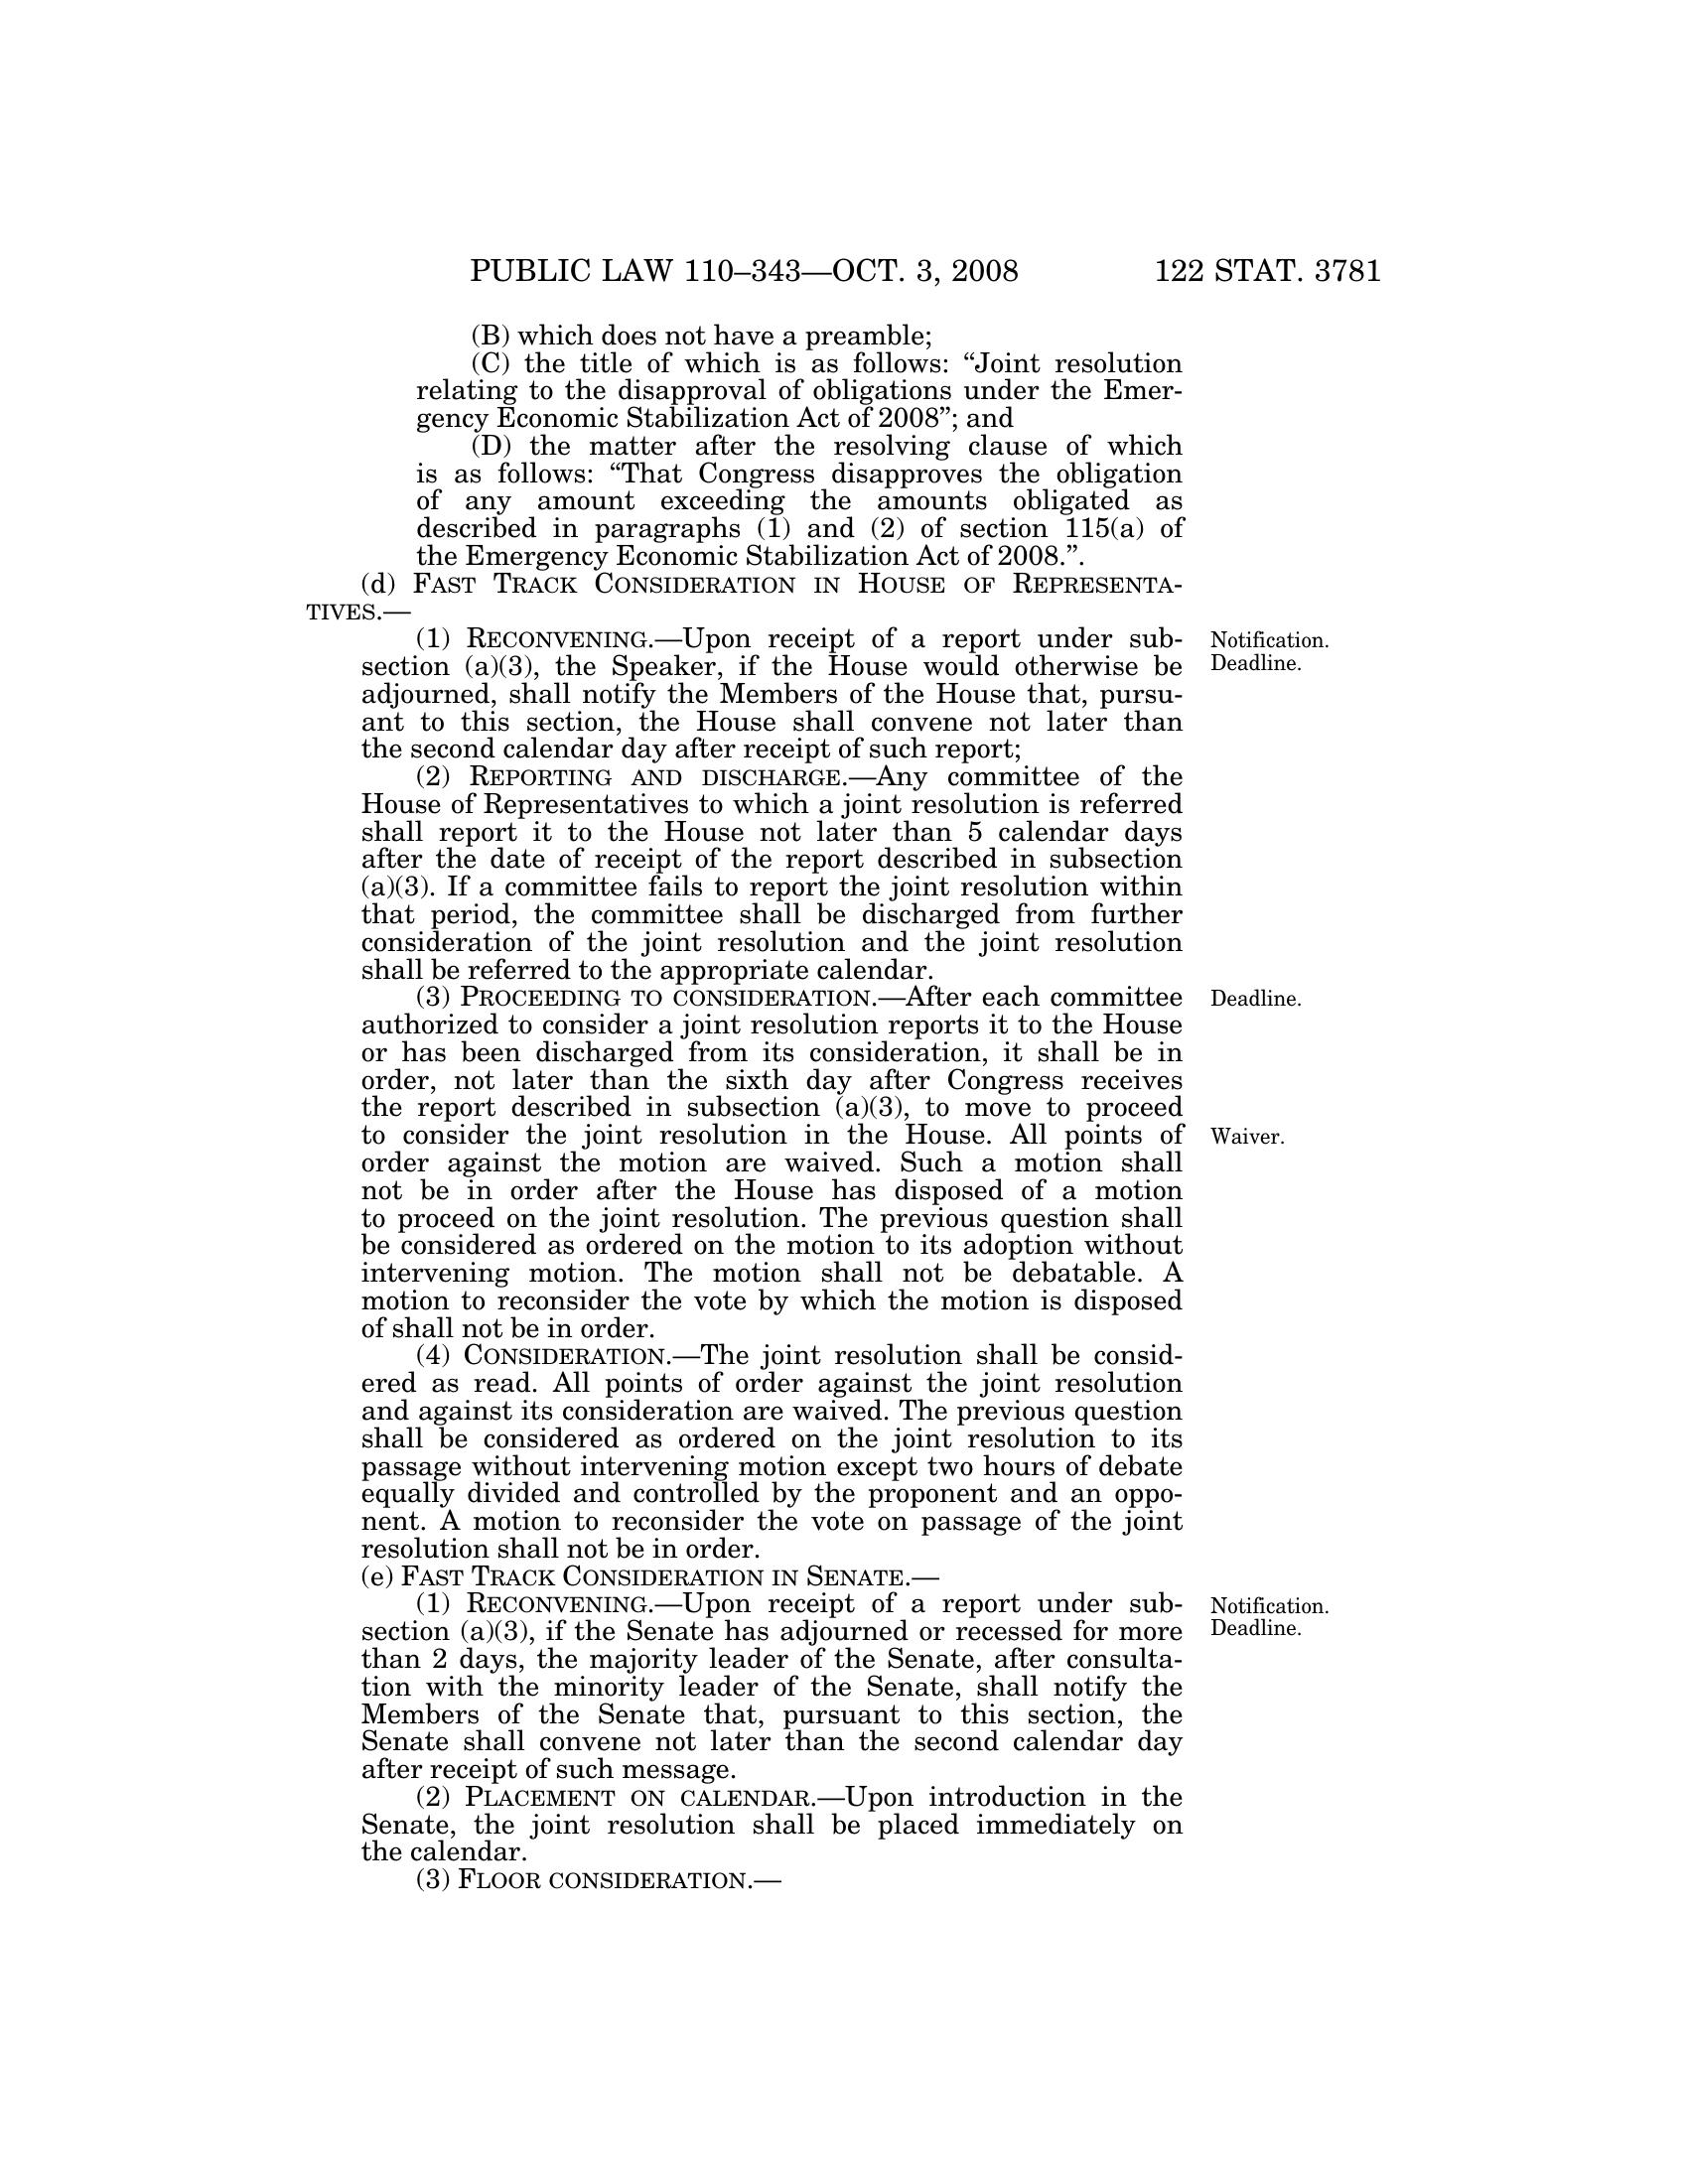 PUBLIC LAW 110–343—OCT. 3, 2008 122 STAT. 3781
(B) which does not have a preamble;
(C) the title of which is as follows: “Joint resolution
relating to the disapproval of obligations under the Emer-
gency Economic Stabilization Act of 2008”; and
(D) the matter after the resolving clause of which
is as follows: “That Congress disapproves the obligation
of any amount exceeding the amounts obligated as
described in paragraphs (1) and (2) of section 115(a) of
the Emergency Economic Stabilization Act of 2008.”.
(d) FAST TRACK CONSIDERATION IN HOUSE OF REPRESENTA-
TIVES.—
(1) RECONVENING.—Upon receipt of a report under sub-
section (a)(3), the Speaker, if the House would otherwise be
adjourned, shall notify the Members of the House that, pursu-
ant to this section, the House shall convene not later than
the second calendar day after receipt of such report;
Notification.
Deadline.
(2) REPORTING AND DISCHARGE.—Any committee of the
House of Representatives to which a joint resolution is referred
shall report it to the House not later than 5 calendar days
after the date of receipt of the report described in subsection
(a)(3). If a committee fails to report the joint resolution within
that period, the committee shall be discharged from further
consideration of the joint resolution and the joint resolution
shall be referred to the appropriate calendar.
(3) PROCEEDING TO CONSIDERATION.—After each committee
authorized to consider a joint resolution reports it to the House
or has been discharged from its consideration, it shall be in
order, not later than the sixth day after Congress receives
the report described in subsection (a)(3), to move to proceed
to consider the joint resolution in the House. All points of
order against the motion are waived. Such a motion shall
not be in order after the House has disposed of a motion
to proceed on the joint resolution. The previous question shall
be considered as ordered on the motion to its adoption without
intervening motion. The motion shall not be debatable. A
motion to reconsider the vote by which the motion is disposed
of shall not be in order.
Deadline.
Waiver.
(4) CONSIDERATION.—The joint resolution shall be consid-
ered as read. All points of order against the joint resolution
and against its consideration are waived. The previous question
shall be considered as ordered on the joint resolution to its
passage without intervening motion except two hours of debate
equally divided and controlled by the proponent and an oppo-
nent. A motion to reconsider the vote on passage of the joint
resolution shall not be in order.
(e) FAST TRACK CONSIDERATION IN SENATE.—
(1) RECONVENING.—Upon receipt of a report under sub-
section (a)(3), if the Senate has adjourned or recessed for more
than 2 days, the majority leader of the Senate, after consulta-
tion with the minority leader of the Senate, shall notify the
Members of the Senate that, pursuant to this section, the
Senate shall convene not later than the second calendar day
after receipt of such message.
Notification.
Deadline.
(2) PLACEMENT ON CALENDAR.—Upon introduction in the
Senate, the joint resolution shall be placed immediately on
the calendar.
(3) FLOOR CONSIDERATION.—